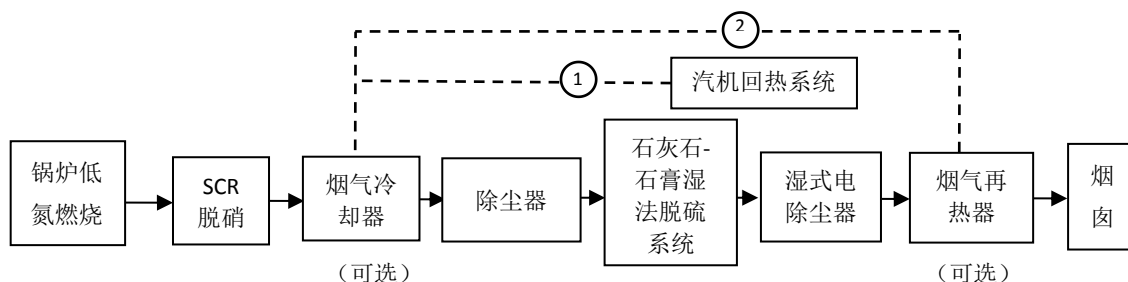 ②
①
汽机回热系统
锅炉低
氮燃烧
SCR
脱硝
烟气冷
却器
除尘器
石灰石-
石膏湿
法脱硫
系统
湿式电
除尘器
烟气再
热器
烟
囱
（可选）
（可选）